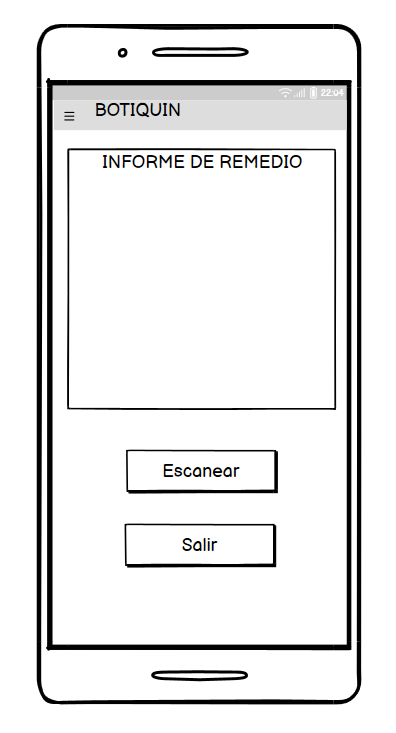 22:04
BOTIQUIN
INFORME DE REMEDIO
Escanear
Salir